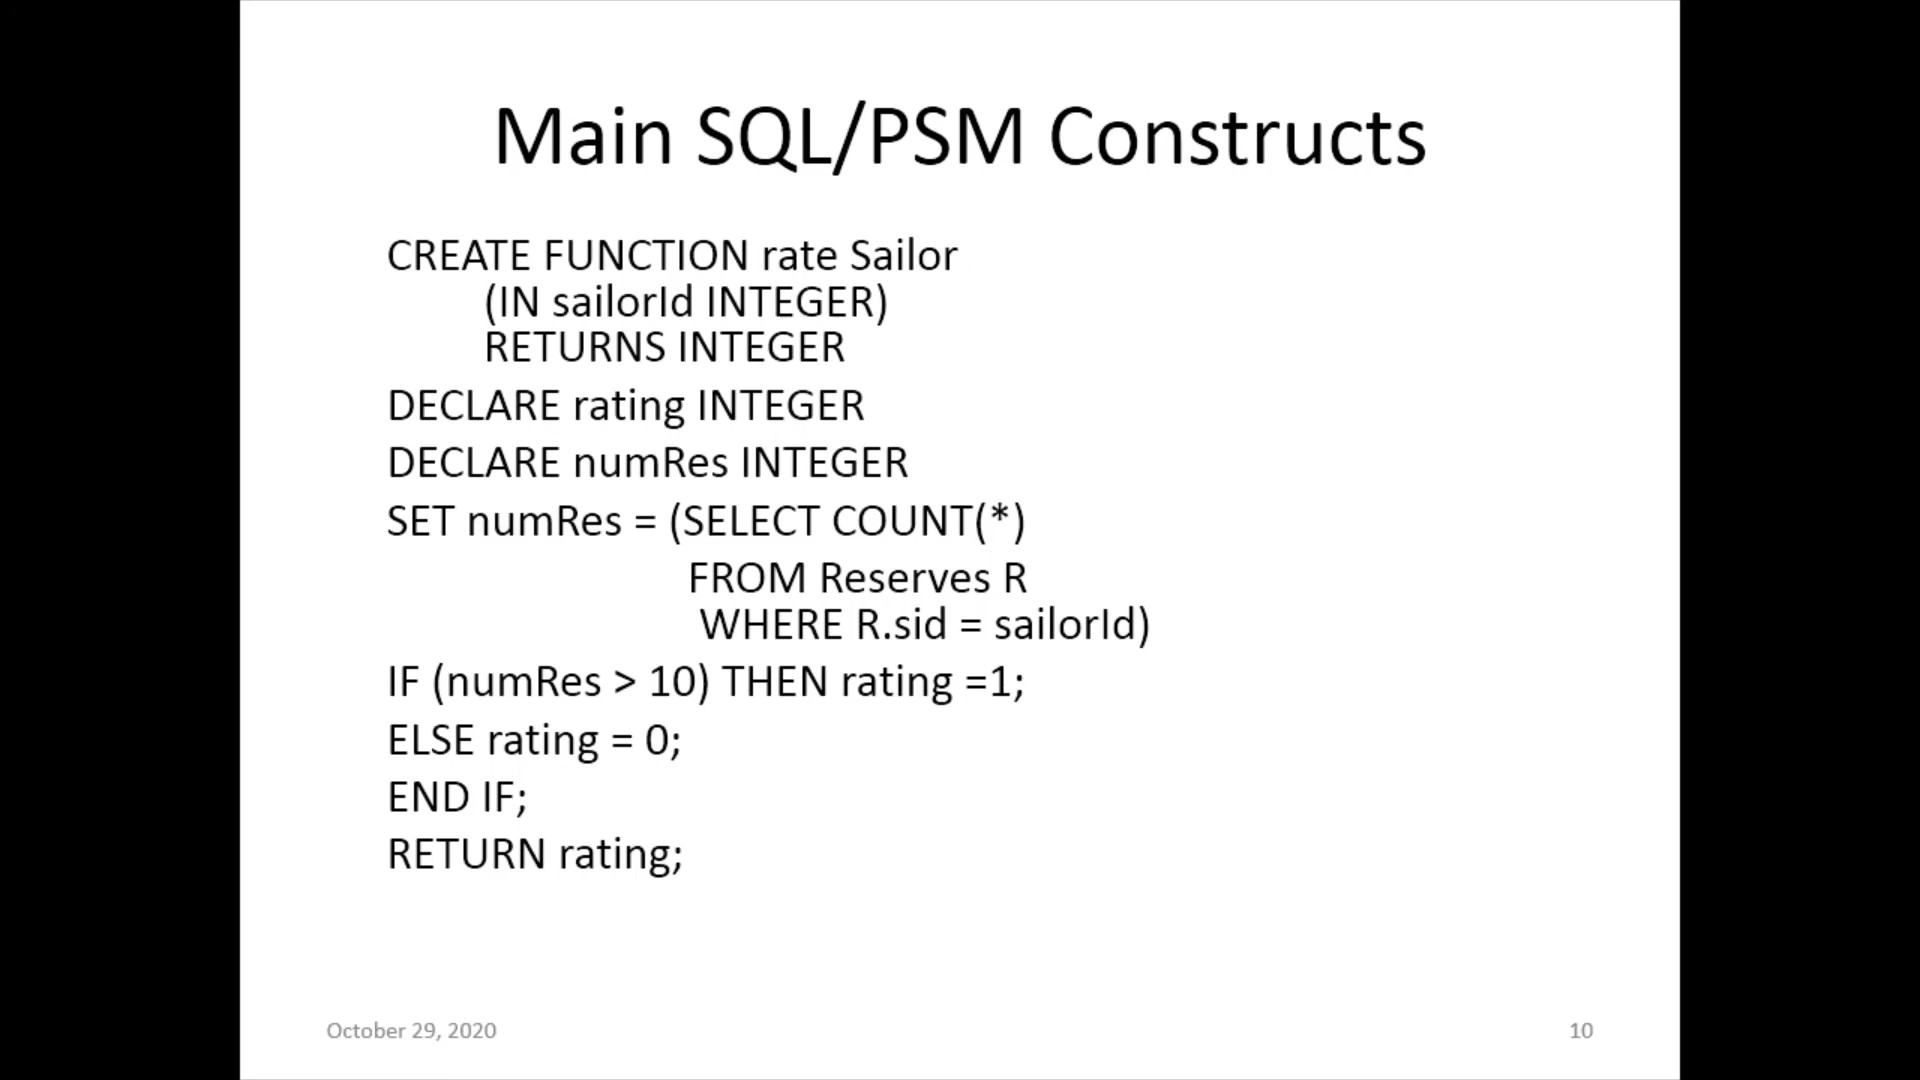 Main SQL/PSM Constructs
CREATE FUNCTION rate Sailor
(IN sailorId INTEGER)
RETURNS INTEGER
DECLARE rating INTEGER
DECLARE numRes INTEGER
SET numRes = (SELECT COUNT(*)
FROM Reserves R
WHERE R.sid = sailorId)
IF (numRes > 10) THEN rating =1;
ELSE rating = 0;
END IF;
RETURN rating;
October 29, 2020
10